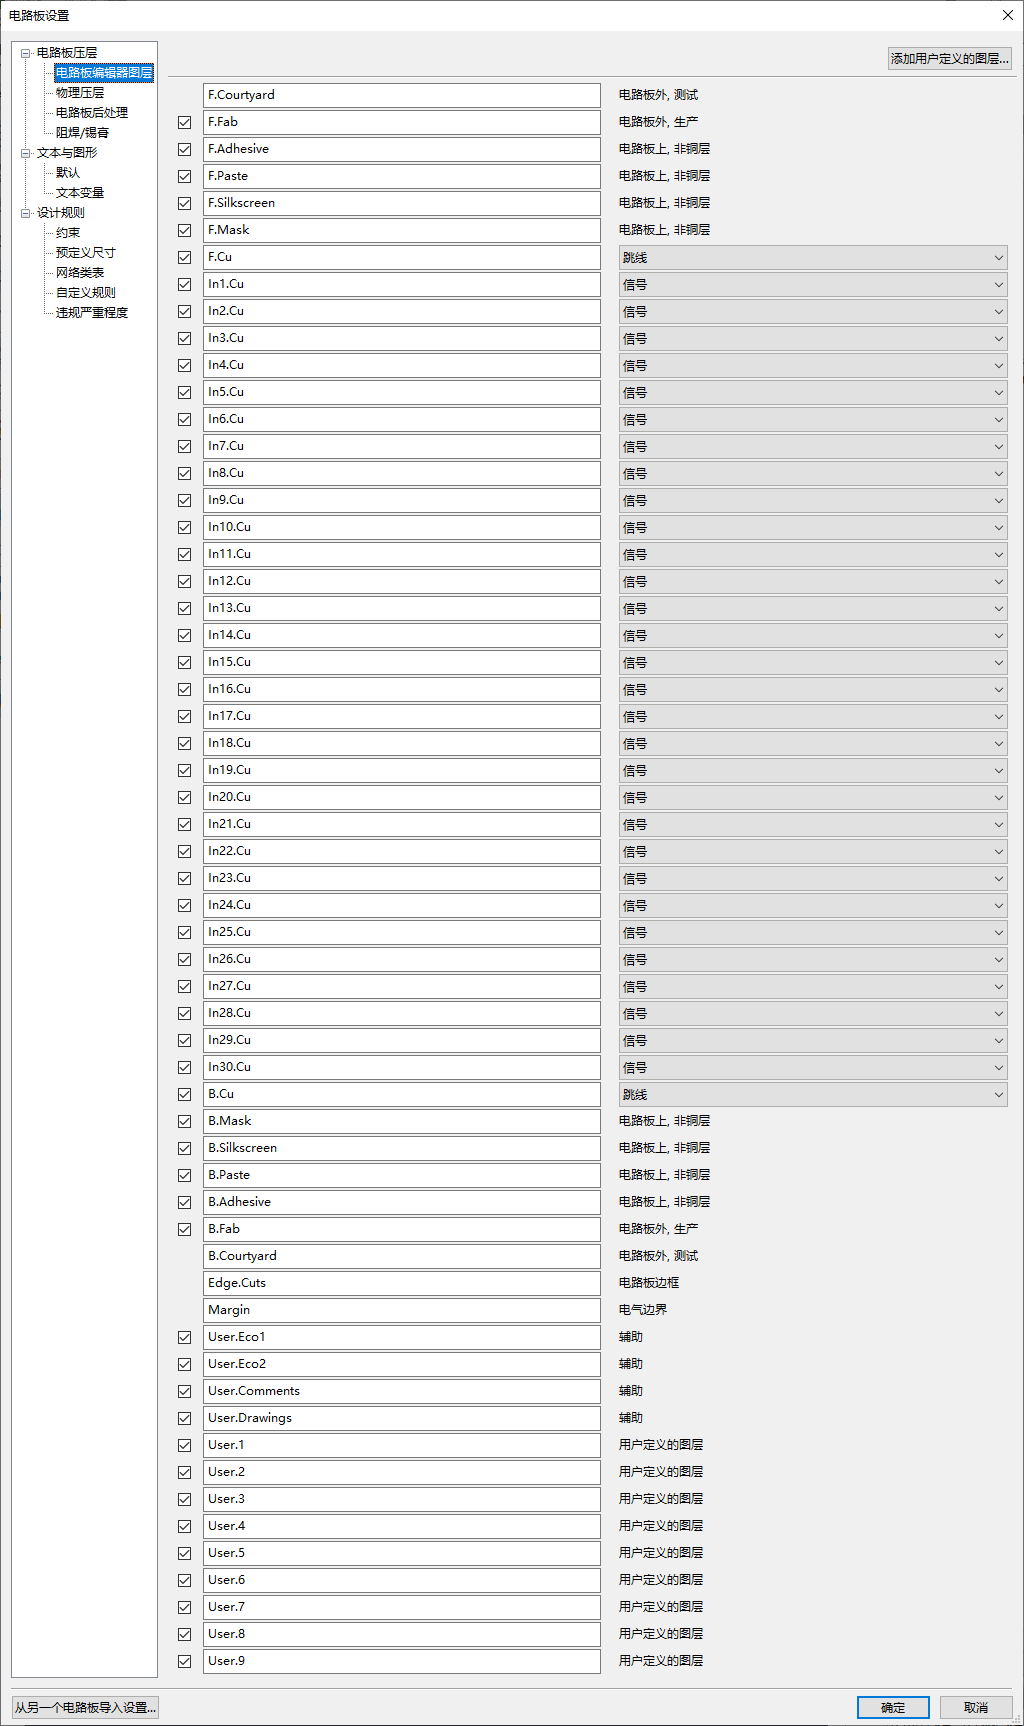 电路板设置
电路板压层
电路板编辑器图层
物理压层
电路板后处理
阻焊/锡膏
文本与图形
默认
文本变量
设计规则
约束
预定义尺寸
网络类表
自定义规则
违规严重程度
添加用户定义的图层...
F.Courtyard 电路板外, 测试
F.Fab 电路板外, 生产
F.Adhesive 电路板上, 非铜层
F.Paste 电路板上, 非铜层
F.Silkscreen 电路板上, 非铜层
F.Mask 电路板上, 非铜层
F.Cu 跳线
In1.Cu 信号
In2.Cu 信号
In3.Cu 信号
In4.Cu 信号
In5.Cu 信号
In6.Cu 信号
In7.Cu 信号
In8.Cu 信号
In9.Cu 信号
In10.Cu 信号
In11.Cu 信号
In12.Cu 信号
In13.Cu 信号
In14.Cu 信号
In15.Cu 信号
In16.Cu 信号
In17.Cu 信号
In18.Cu 信号
In19.Cu 信号
In20.Cu 信号
In21.Cu 信号
In22.Cu 信号
In23.Cu 信号
In24.Cu 信号
In25.Cu 信号
In26.Cu 信号
In27.Cu 信号
In28.Cu 信号
In29.Cu 信号
In30.Cu 信号
B.Cu 跳线
B.Mask 电路板上, 非铜层
B.Silkscreen 电路板上, 非铜层
B.Paste 电路板上, 非铜层
B.Adhesive 电路板上, 非铜层
B.Fab 电路板外, 生产
B.Courtyard 电路板外, 测试
Edge.Cuts 电路板边框
Margin 电气边界
User.Eco1 辅助
User.Eco2 辅助
User.Comments 辅助
User.Drawings 辅助
User.1 用户定义的图层
User.2 用户定义的图层
User.3 用户定义的图层
User.4 用户定义的图层
User.5 用户定义的图层
User.6 用户定义的图层
User.7 用户定义的图层
User.8 用户定义的图层
User.9 用户定义的图层
从另一个电路板导入设置... 确定 取消